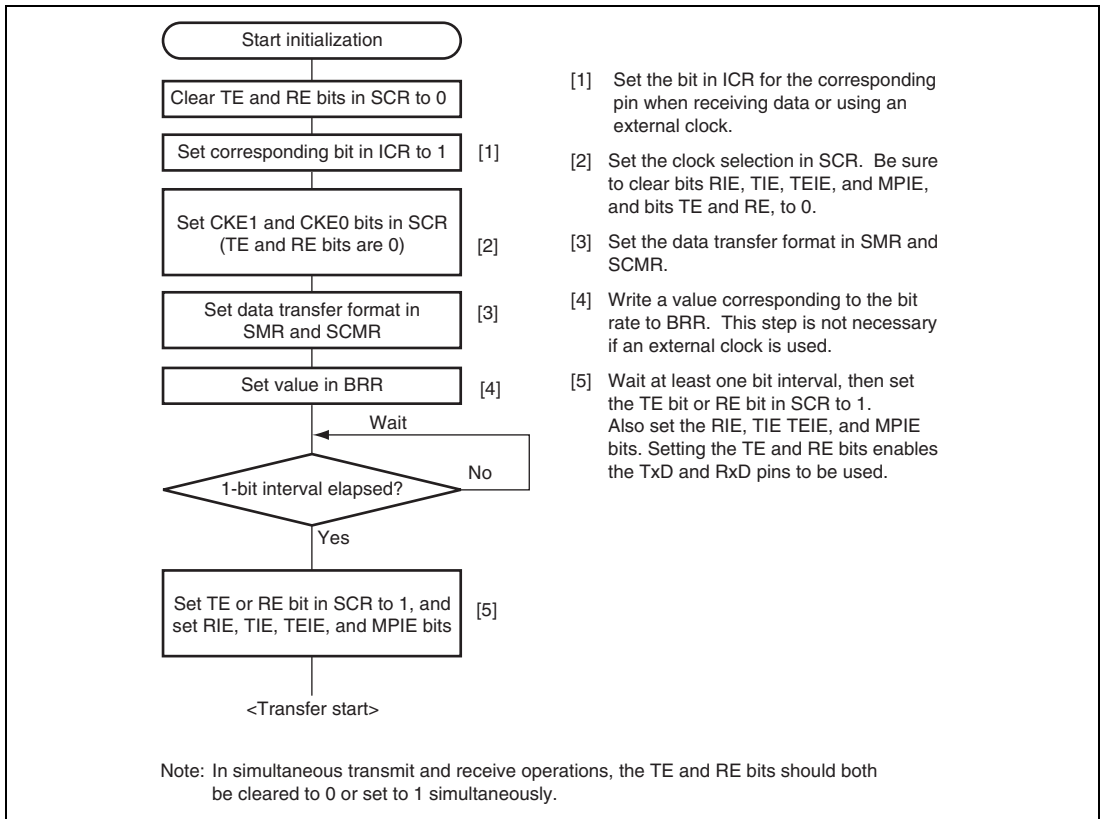 Start initialization
Clear TE and RE bits in SCR to 0
Set corresponding bit in ICR to 1
[1]
Set CKE1 and CKE0 bits in SCR
(TE and RE bits are 0)
[2]
Set data transfer format in
SMR and SCMR
[3]
Set value in BRR
[4]
Wait
1-bit interval elapsed?
No
Yes
Set TE or RE bit in SCR to 1, and
set RIE, TIE, TEIE, and MPIE bits
[5]
<Transfer start>
[1] Set the bit in ICR for the corresponding
pin when receiving data or using an
external clock.
[2] Set the clock selection in SCR. Be sure
to clear bits RIE, TIE, TEIE, and MPIE,
and bits TE and RE, to 0.
[3] Set the data transfer format in SMR and
SCMR.
[4] Write a value corresponding to the bit
rate to BRR. This step is not necessary
if an external clock is used.
[5] Wait at least one bit interval, then set
the TE bit or RE bit in SCR to 1.
Also set the RIE, TIE TEIE, and MPIE
bits. Setting the TE and RE bits enables
the TxD and RxD pins to be used.
Note: In simultaneous transmit and receive operations, the TE and RE bits should both
be cleared to 0 or set to 1 simultaneously.